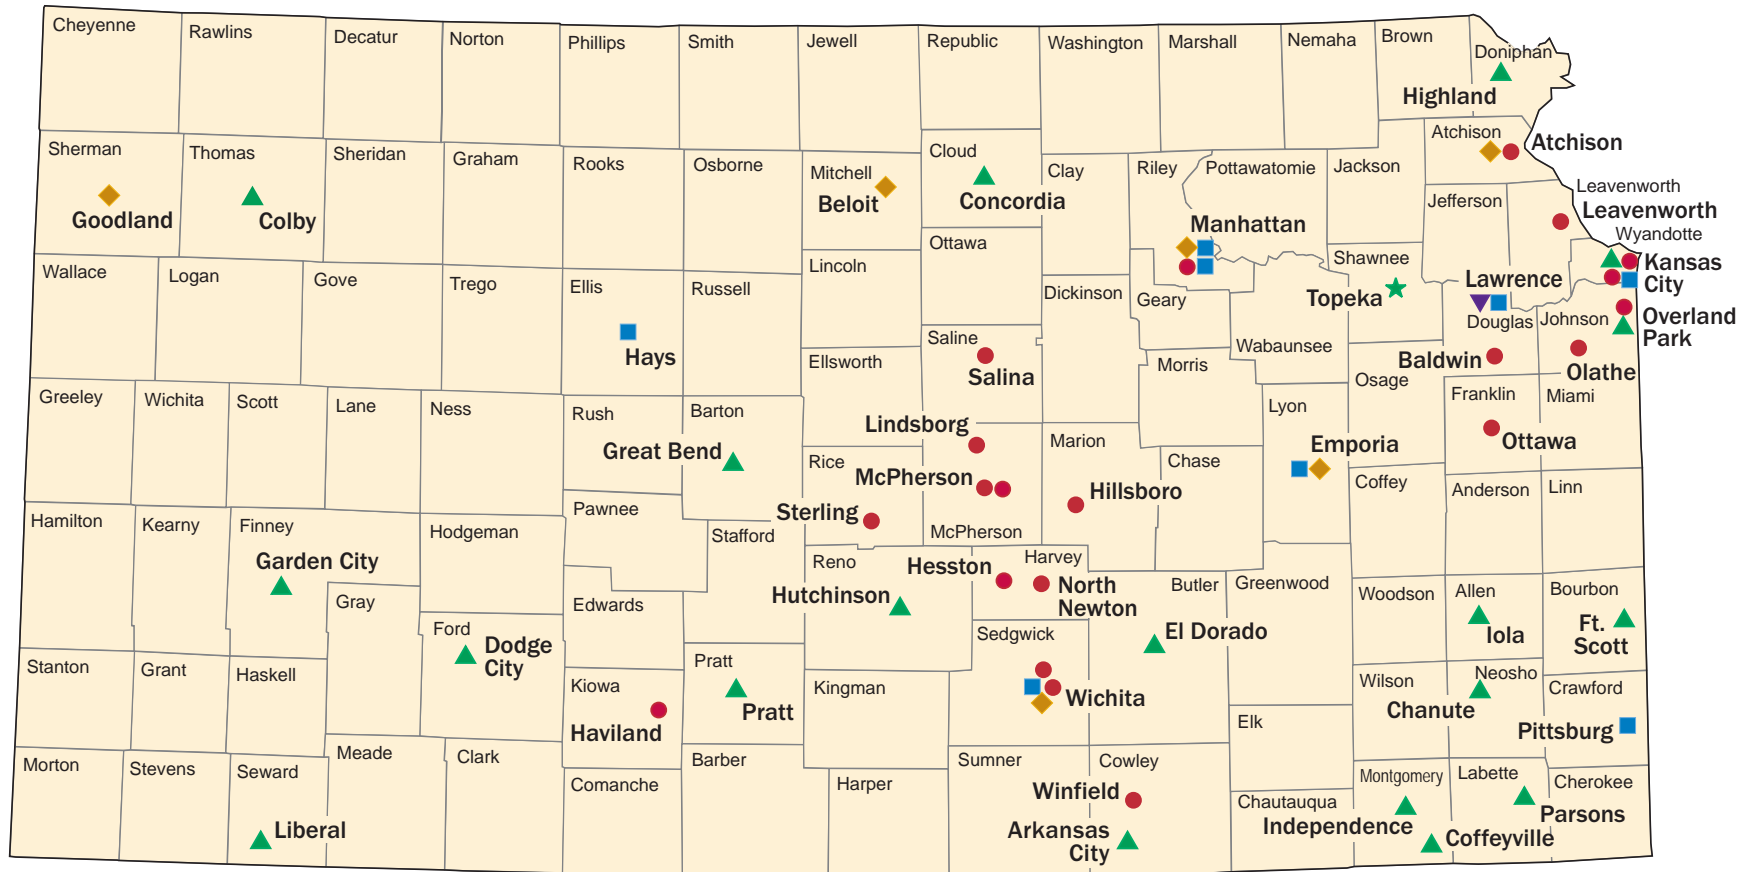 Cheyenne
Rawlins
Decatur
Norton
Phillips
Smith
Jewell
Republic
Washington
Marshall
Nemaha
Brown
Doniphan
Highland
Sherman
Goodland
Thomas
Colby
Sheridan
Graham
Rooks
Osborne
Mitchell
Beloit
Cloud
Concordia
Clay
Riley
Pottawatomie
Manhattan
Jackson
Atchison
Atchison
Jefferson
Leavenworth
Leavenworth
Wyandotte
Kansas
City
Wallace
Logan
Gove
Trego
Ellis
Hays
Russell
Lincoln
Ottawa
Dickinson
Geary
Shawnee
Topeka
Lawrence
Douglas
Johnson
Overland
Park
Saline
Salina
Ellsworth
Morris
Wabaunsee
Osage
Baldwin
Olathe
Greeley
Wichita
Scott
Lane
Ness
Rush
Barton
Great Bend
Rice
Lindsborg
McPherson
McPherson
Sterling
Marion
Hillsboro
Chase
Lyon
Emporia
Franklin
Ottawa
Miami
Coffey
Anderson
Linn
Hamilton
Kearny
Finney
Garden City
Hodgeman
Pawnee
Stafford
Edwards
Gray
Ford
Dodge
City
Reno
Hutchinson
Harvey
Hesston
North
Newton
Butler
El Dorado
Greenwood
Woodson
Allen
Iola
Bourbon
Ft.
Scott
Stanton
Grant
Haskell
Kiowa
Haviland
Pratt
Pratt
Kingman
Sedgwick
Wichita
Elk
Wilson
Neosho
Chanute
Crawford
Pittsburg
Morton
Stevens
Seward
Liberal
Meade
Clark
Comanche
Barber
Harper
Sumner
Cowley
Winfield
Arkansas
City
Chautauqua
Montgomery
Independence
Coffeyville
Labette
Parsons
Cherokee